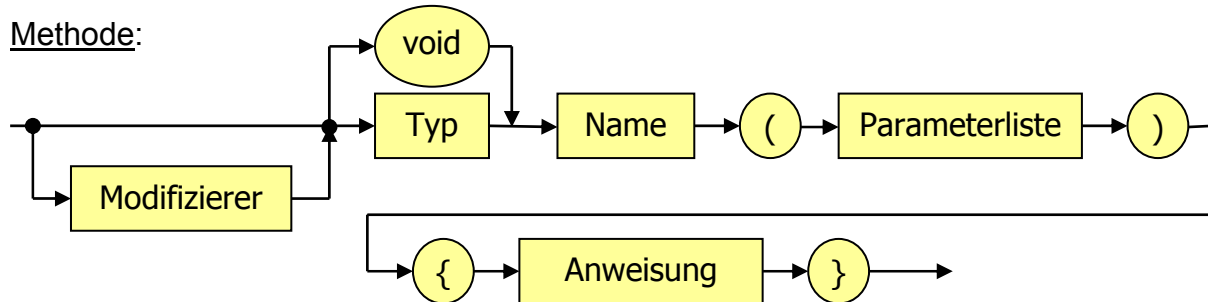 Methode:
void
Typ
Name
(
Parameterliste
)
Modifizierer
{
Anweisung
}